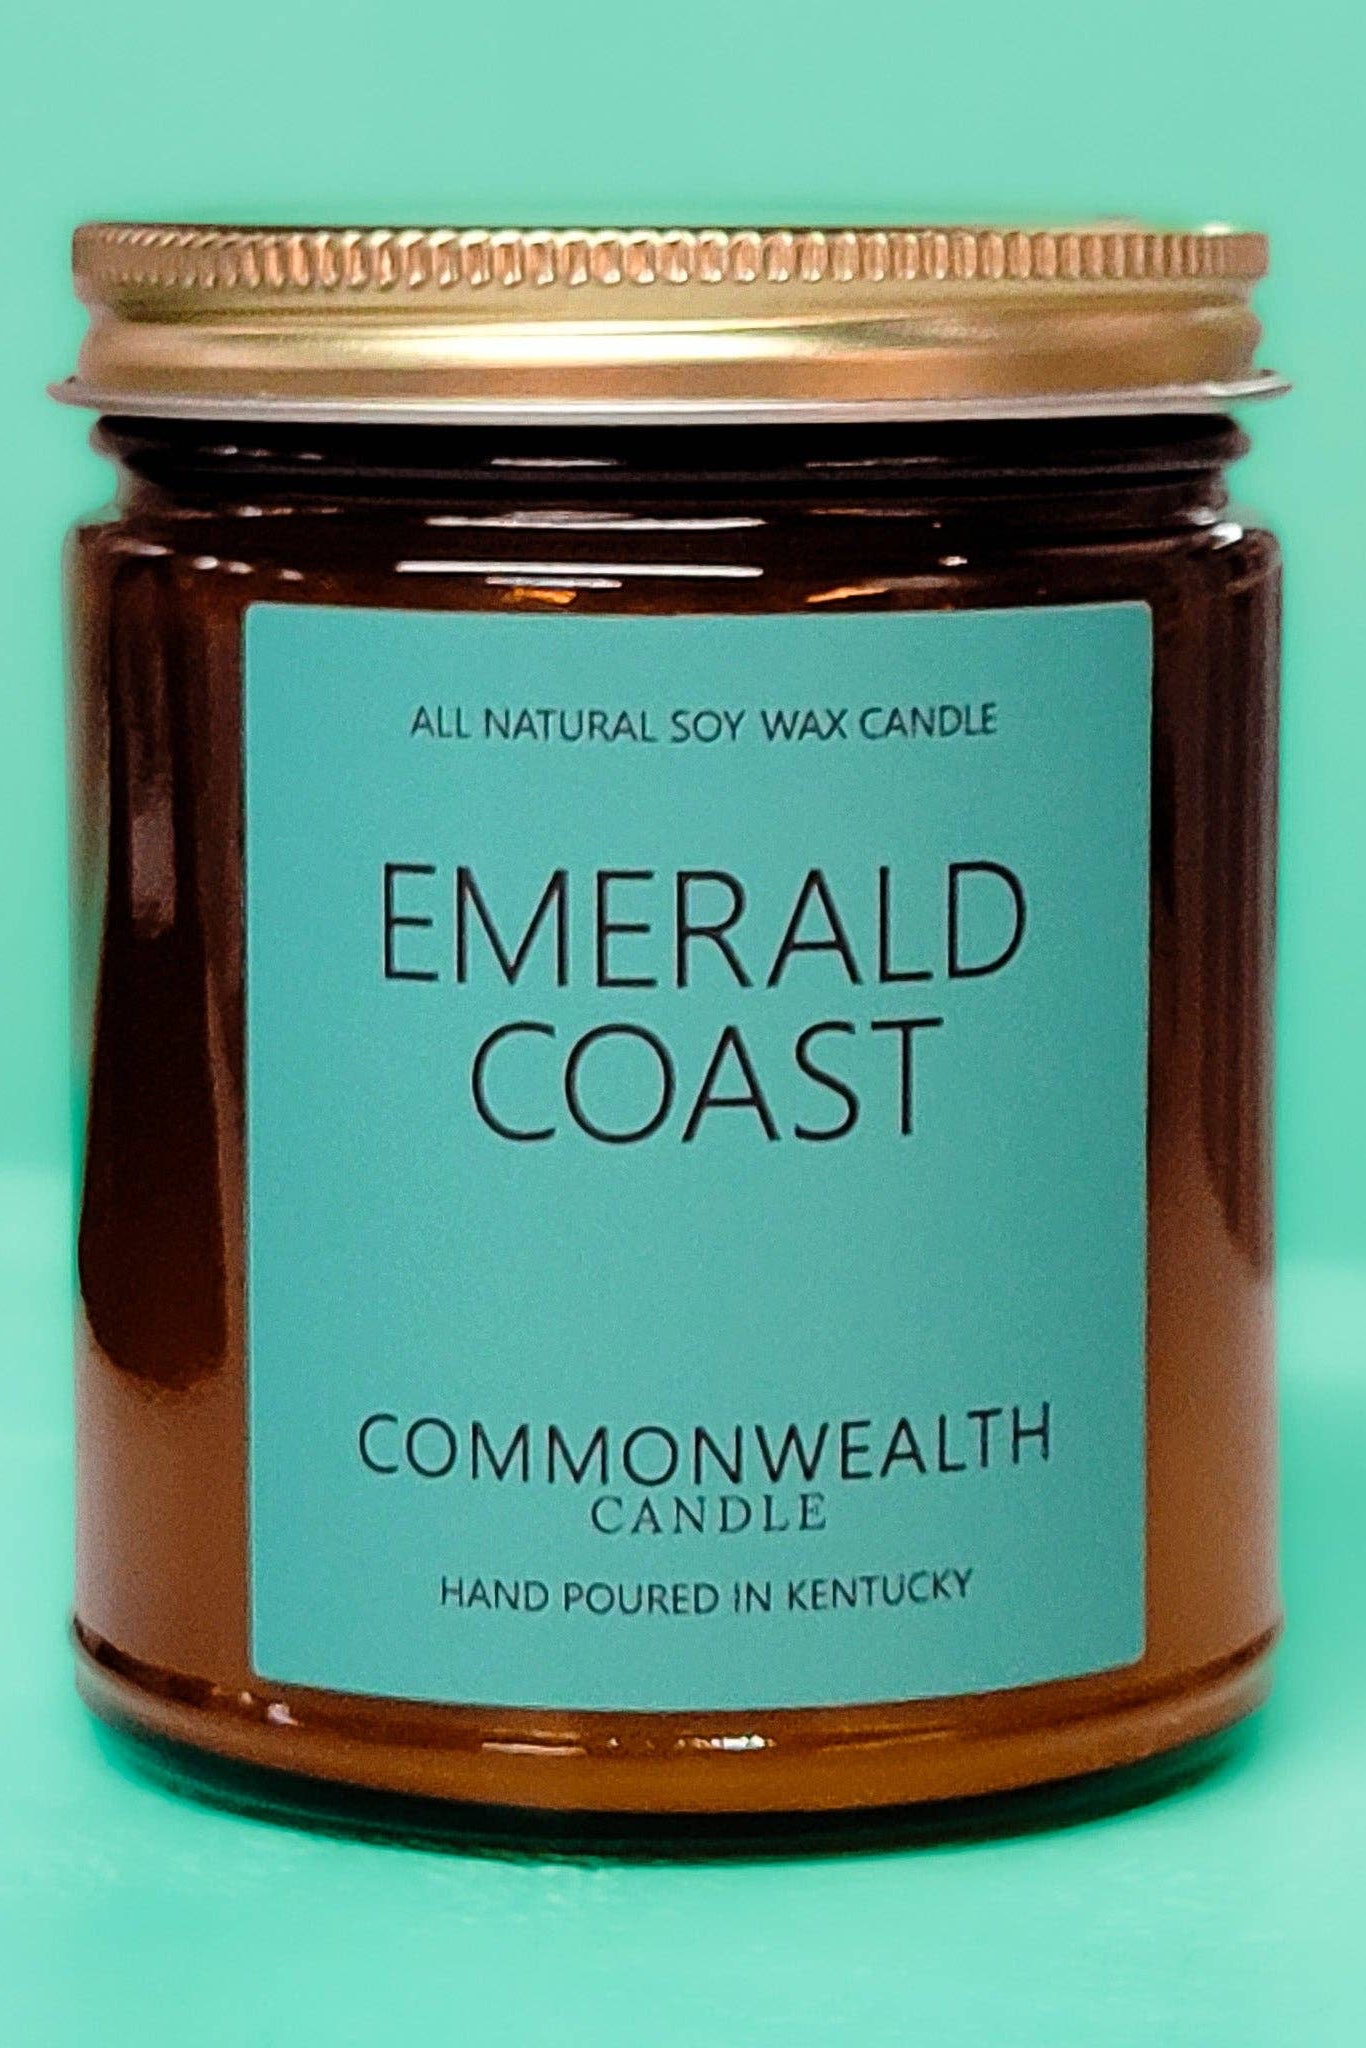 ALL NATURAL SOY WAX CANDLE
EMERALD
COAST
COMMONWEALTH
CANDLE
HAND POURED IN KENTUCKY